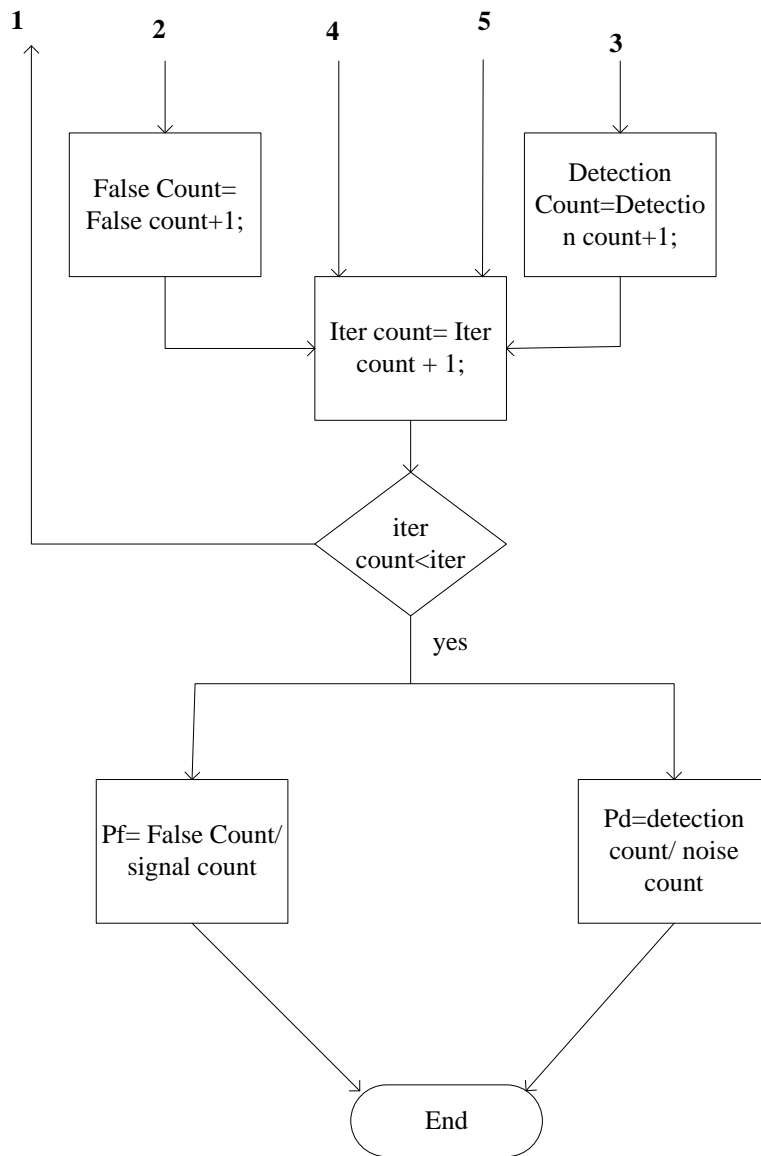 1
2
4
5
3
False Count=
False count+1;
Detection
Count=Detectio
n count+1;
Iter count= Iter
count + 1;
iter
count<iter
yes
Pf= False Count/
signal count
Pd=detection
count/ noise
count
End